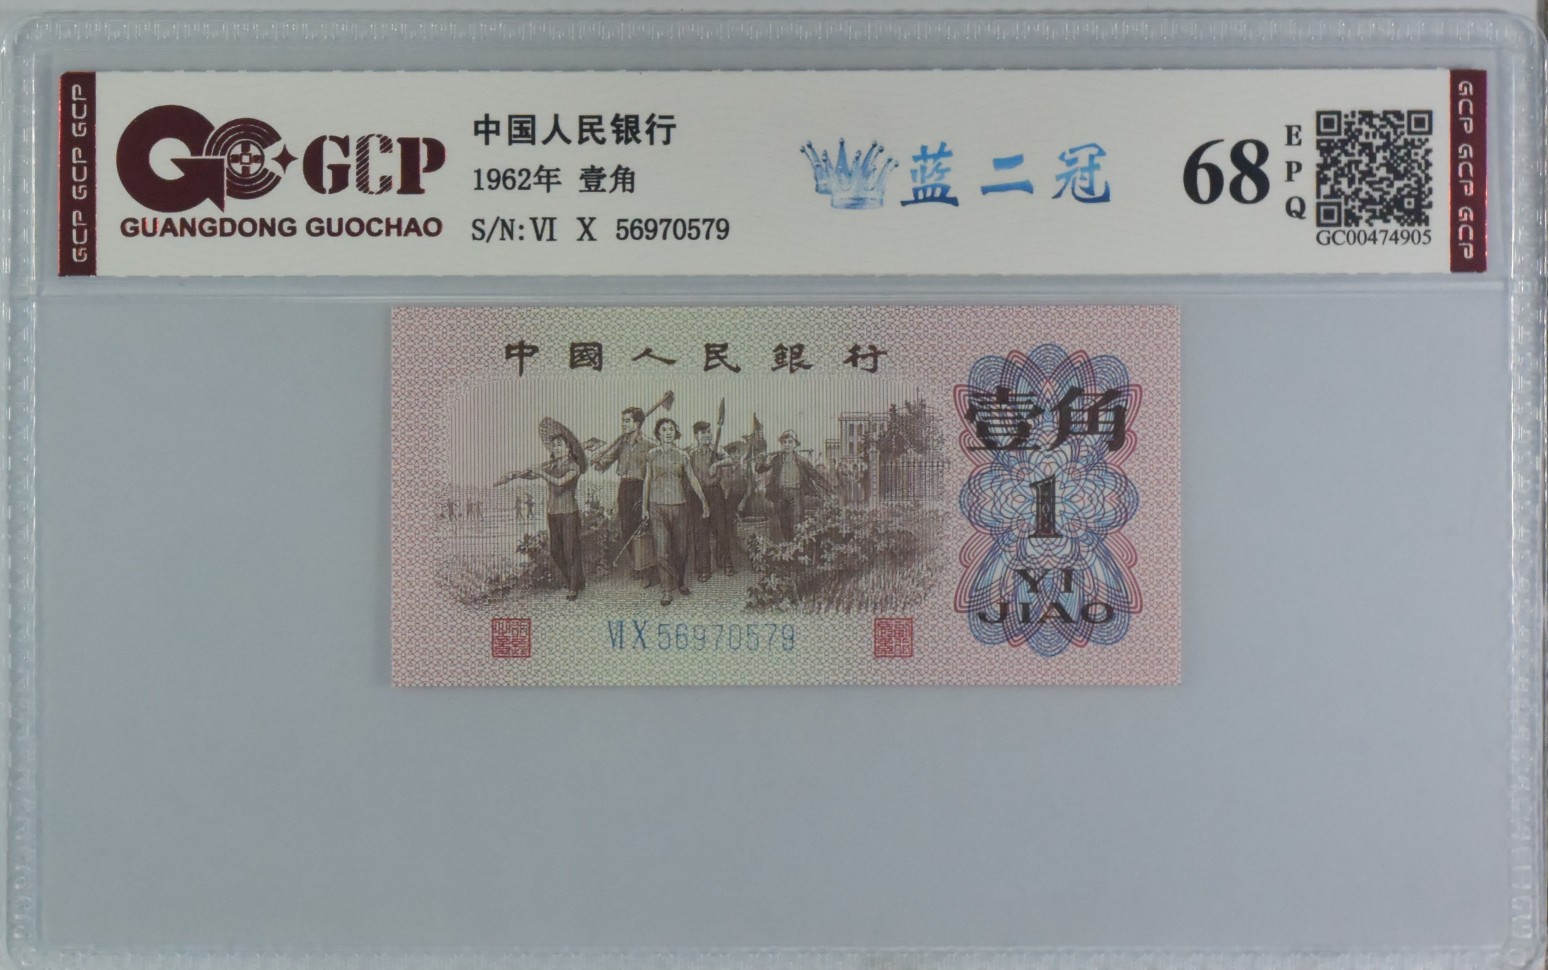 GCP GCP GCP
GCP
GUANGDONG GUOCHAO
中国人民银行
1962年 壹角
S/N: Ⅵ X 56970579
蓝二冠
68
EPQ
GC00474905
GCP GCP GCP
中國人民銀行
壹角
1
YI
JIAO
Ⅵ X 56970579